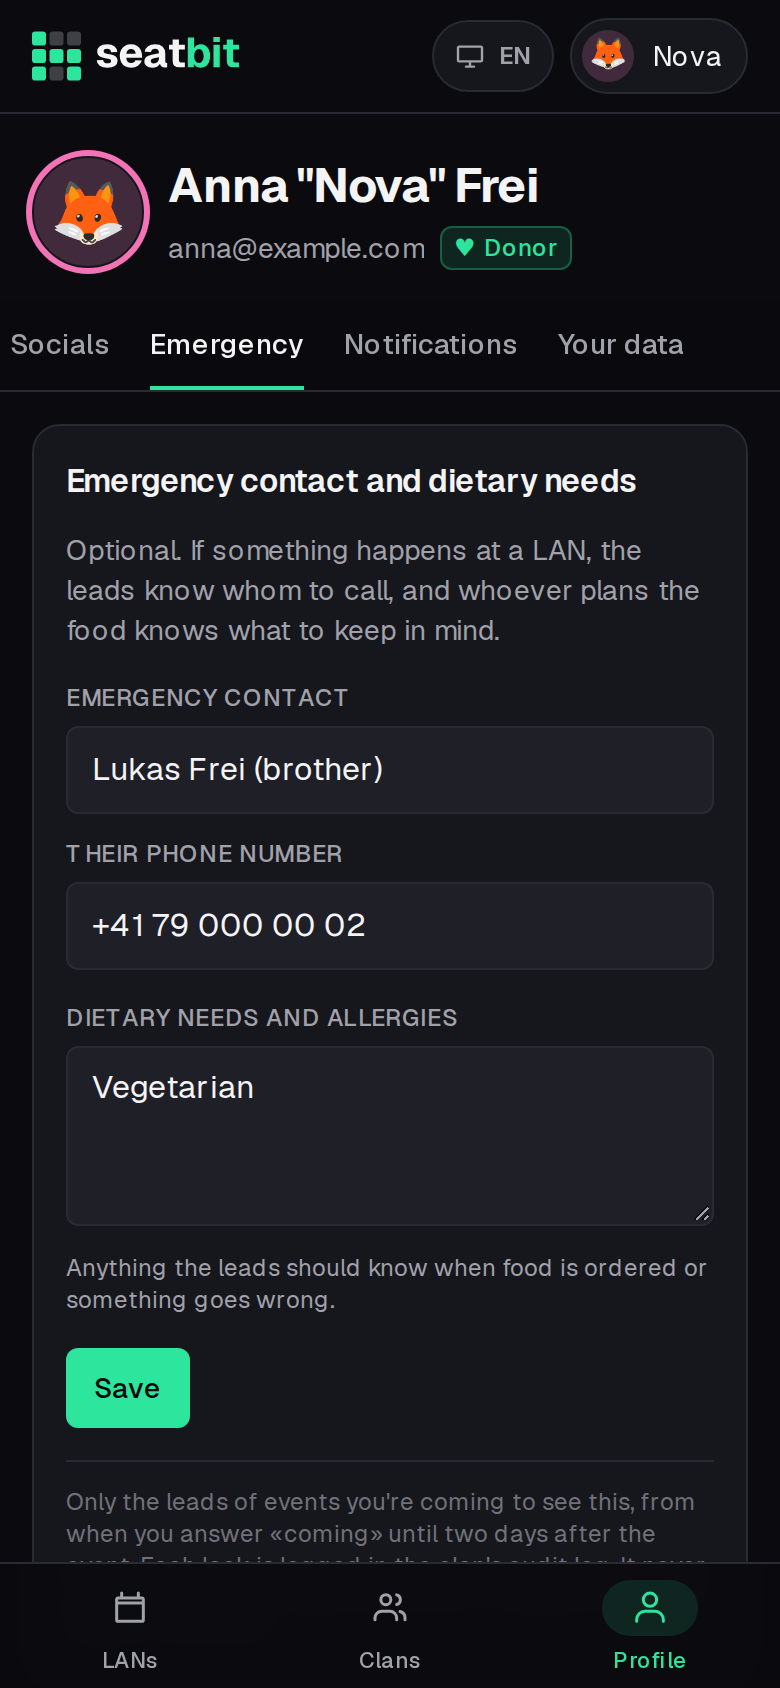 seatbit
EN
Nova
Anna "Nova" Frei
anna@example.com
♥ Donor
Socials
Emergency
Notifications
Your data
Emergency contact and dietary needs
Optional. If something happens at a LAN, the
leads know whom to call, and whoever plans the
food knows what to keep in mind.
EMERGENCY CONTACT
Lukas Frei (brother)
THEIR PHONE NUMBER
+41 79 000 00 02
DIETARY NEEDS AND ALLERGIES
Vegetarian
Anything the leads should know when food is ordered or
something goes wrong.
Save
Only the leads of events you're coming to see this, from
when you answer «coming» until two days after the
LANs
Clans
Profile